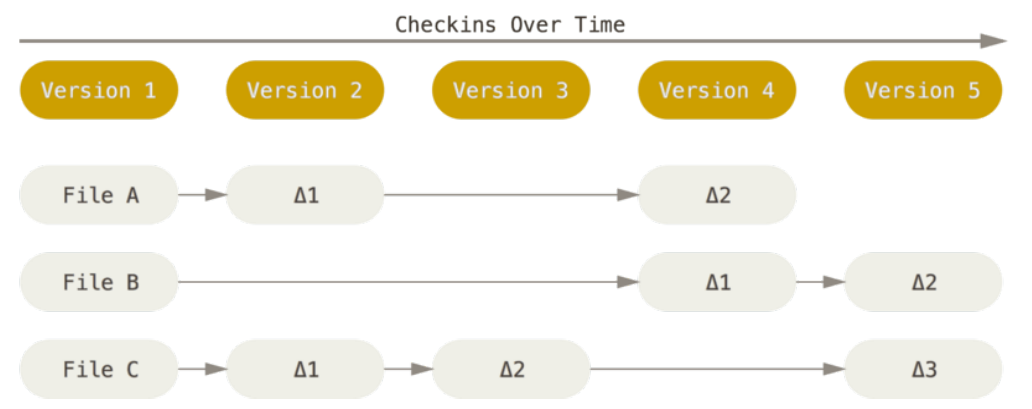 Checkins Over Time
Version 1 Version 2 Version 3 Version 4 Version 5
File A Δ1 Δ2
File B Δ1 Δ2
File C Δ1 Δ2 Δ3